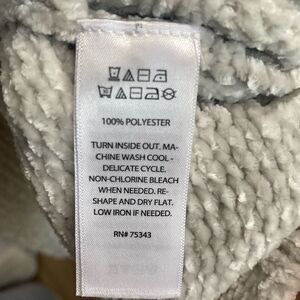 100% POLYESTER
TURN INSIDE OUT. MA-
CHINE WASH COOL -
DELICATE CYCLE.
NON-CHLORINE BLEACH
WHEN NEEDED. RE-
SHAPE AND DRY FLAT.
LOW IRON IF NEEDED.
RN# 75343